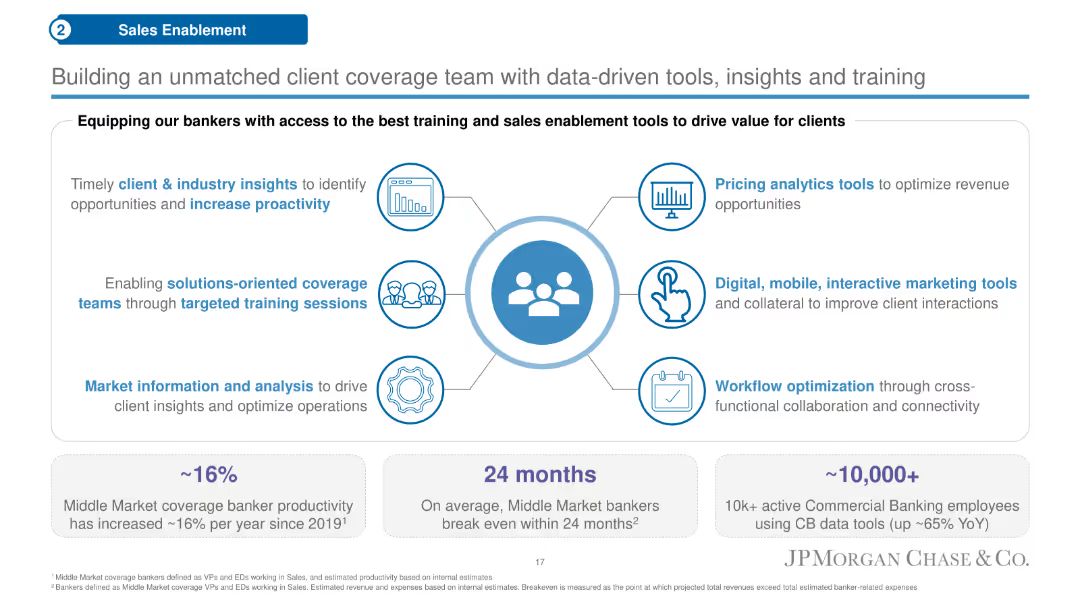 2
Sales Enablement
Building an unmatched client coverage team with data-driven tools, insights and training
Equipping our bankers with access to the best training and sales enablement tools to drive value for clients
Timely client & industry insights to identify
opportunities and increase proactivity
Enabling solutions-oriented coverage
teams through targeted training sessions
Market information and analysis to drive
client insights and optimize operations
Pricing analytics tools to optimize revenue
opportunities
Digital, mobile, interactive marketing tools
and collateral to improve client interactions
Workflow optimization through cross-
functional collaboration and connectivity
~16%
Middle Market coverage banker productivity
has increased ~16% per year since 2019¹
24 months
On average, Middle Market bankers
break even within 24 months²
~10,000+
10k+ active Commercial Banking employees
using CB data tools (up ~65% YoY)
17
JPMORGAN CHASE & CO.
¹ Middle Market coverage bankers defined as VPs and EDs working in Sales, and estimated productivity based on internal estimates
² Bankers defined as Middle Market coverage VPs and EDs working in Sales. Estimated revenue and expenses based on internal estimates. Breakeven is measured as the point at which projected total revenues exceed total estimated banker-related expenses